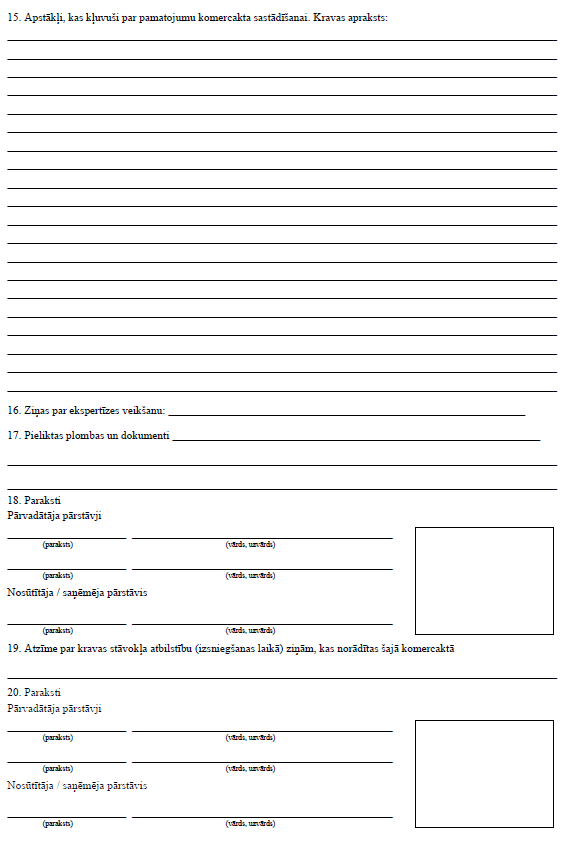 15. Apstākļi, kas kļuvuši par pamatojumu komercakta sastādīšanai. Kravas apraksts:
16. Ziņas par ekspertīzes veikšanu:
17. Pieliktas plombas un dokumenti
18. Paraksti
Pārvadātāja pārstāvji
(paraksts) (vārds, uzvārds)
(paraksts) (vārds, uzvārds)
Nosūtītāja / saņēmēja pārstāvis
(paraksts) (vārds, uzvārds)
19. Atzīme par kravas stāvokļa atbilstību (izsniegšanas laikā) ziņām, kas norādītas šajā komercaktā
20. Paraksti
Pārvadātāja pārstāvji
(paraksts) (vārds, uzvārds)
(paraksts) (vārds, uzvārds)
Nosūtītāja / saņēmēja pārstāvis
(paraksts) (vārds, uzvārds)